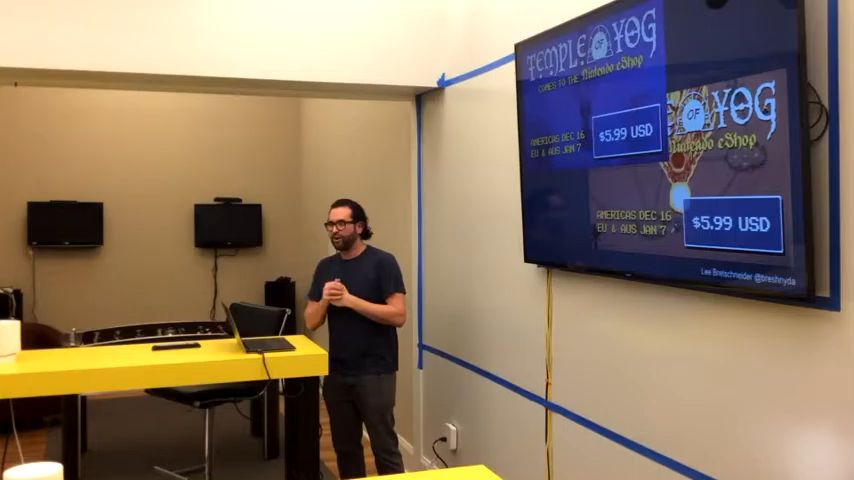 TEMPLE OF YOG
COMES TO THE Nintendo eShop
AMERICAS DEC 16
EU & AUS JAN 7
$5.99 USD
E OF YOG
Nintendo eShop
AMERICAS DEC 16
EU & AUS JAN 7
$5.99 USD
Lee Bretschneider @breshnyda